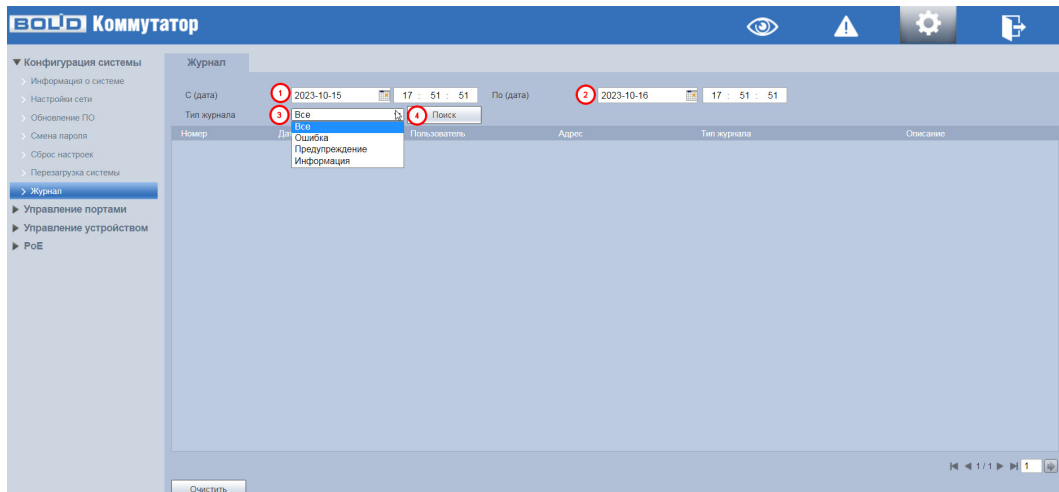 BOLID Коммутатор
Конфигурация системы
Информация о системе
Настройки сети
Обновление ПО
Смена пароля
Сброс настроек
Перезагрузка системы
Журнал
Управление портами
Управление устройством
PoE
Журнал
С (дата) 1 2023-10-15 17 : 51 : 51 По (дата) 2 2023-10-16 17 : 51 : 51
Тип журнала 3 Все 4 Поиск
Номер Пользователь Адрес Тип журнала Описание
Все
Ошибка
Предупреждение
Информация
1 / 1 1
Очистить